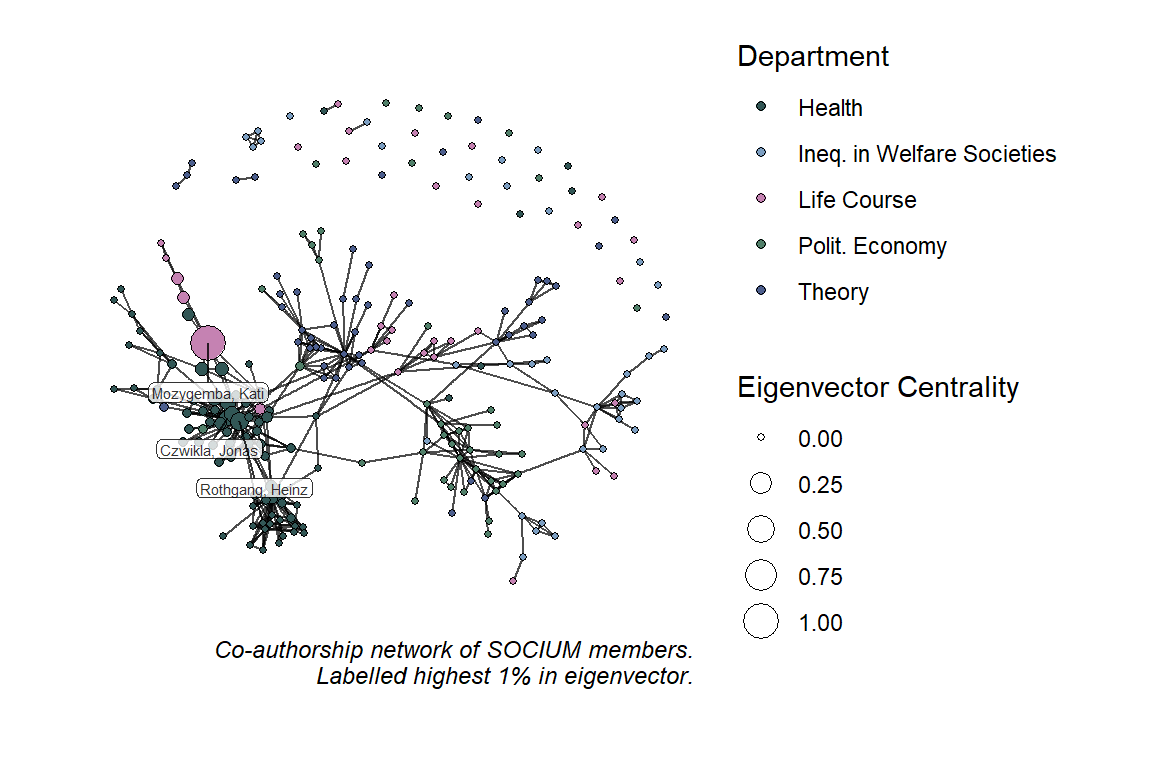 Department
Health
Ineq. in Welfare Societies
Life Course
Polit. Economy
Theory
Eigenvector Centrality
0.00
0.25
0.50
0.75
1.00
Mozygemba, Kati
Czwikla, Jonas
Rothgang, Heinz
Co-authorship network of SOCIUM members.
Labelled highest 1% in eigenvector.